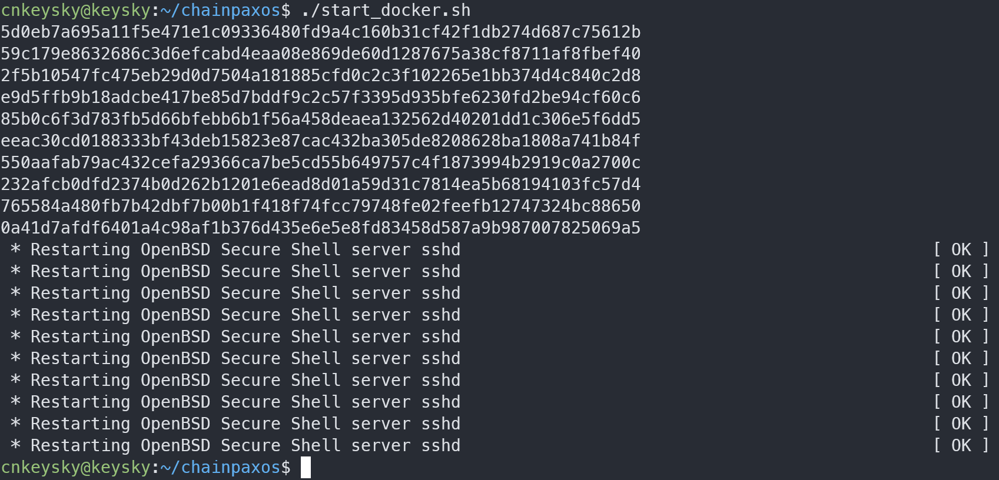 cnkeysky@keysky:~/chainpaxos$ ./start_docker.sh
5d0eb7a695a11f5e471e1c09336480fd9a4c160b31cf42f1db274d687c75612b
59c179e8632686c3d6efcabd4eaa08e869de60d1287675a38cf8711af8fbef40
2f5b10547fc475eb29d0d7504a181885cfd0c2c3f102265e1bb374d4c840c2d8
e9d5ffb9b18adcbe417be85d7bddf9c2c57f3395d935bfe6230fd2be94cf60c6
85b0c6f3d783fb5d66bfebb6b1f56a458deaea132562d40201dd1c306e5f6dd5
eeac30cd0188333bf43deb15823e87cac432ba305de8208628ba1808a741b84f
550aafab79ac432cefa29366ca7be5cd55b649757c4f1873994b2919c0a2700c
232afcb0dfd2374b0d262b1201e6ead8d01a59d31c7814ea5b68194103fc57d4
765584a480fb7b42dbf7b00b1f418f74fcc79748fe02feefb12747324bc88650
0a41d7afdf6401a4c98af1b376d435e6e5e8fd83458d587a9b987007825069a5
 * Restarting OpenBSD Secure Shell server sshd [ OK ]
 * Restarting OpenBSD Secure Shell server sshd [ OK ]
 * Restarting OpenBSD Secure Shell server sshd [ OK ]
 * Restarting OpenBSD Secure Shell server sshd [ OK ]
 * Restarting OpenBSD Secure Shell server sshd [ OK ]
 * Restarting OpenBSD Secure Shell server sshd [ OK ]
 * Restarting OpenBSD Secure Shell server sshd [ OK ]
 * Restarting OpenBSD Secure Shell server sshd [ OK ]
 * Restarting OpenBSD Secure Shell server sshd [ OK ]
 * Restarting OpenBSD Secure Shell server sshd [ OK ]
cnkeysky@keysky:~/chainpaxos$